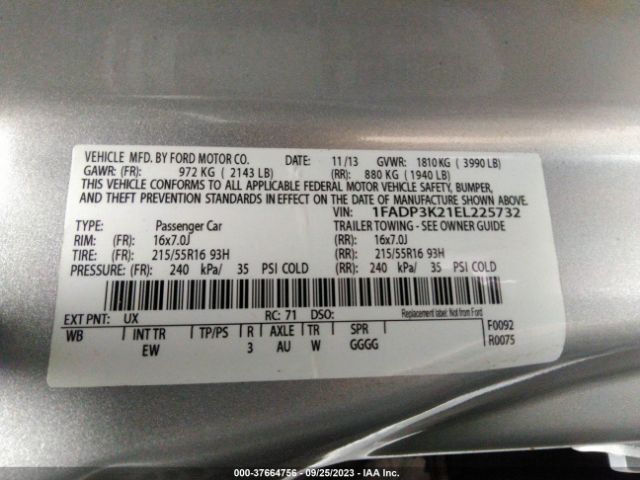 VEHICLE MFD. BY FORD MOTOR CO. DATE: 11/13 GVWR: 1810 KG ( 3990 LB)
GAWR: (FR): 972 KG ( 2143 LB) (RR): 880 KG ( 1940 LB)
THIS VEHICLE CONFORMS TO ALL APPLICABLE FEDERAL MOTOR VEHICLE SAFETY, BUMPER,
AND THEFT PREVENTION STANDARDS IN EFFECT ON THE DATE OF MANUFACTURE SHOWN ABOVE.
VIN: 1FADP3K21EL225732
TYPE: Passenger Car TRAILER TOWING - SEE OWNER GUIDE
RIM: (FR): 16x7.0J (RR): 16x7.0J
TIRE: (FR): 215/55R16 93H (RR): 215/55R16 93H
PRESSURE: (FR): 240 kPa/ 35 PSI COLD (RR): 240 kPa/ 35 PSI COLD
EXT PNT: UX RC: 71 DSO: Replacement label: Not from Ford
WB INT TR TP/PS R AXLE TR SPR F0092
EW 3 AU W GGGG R0075
000-37664756 - 09/25/2023 - IAA Inc.